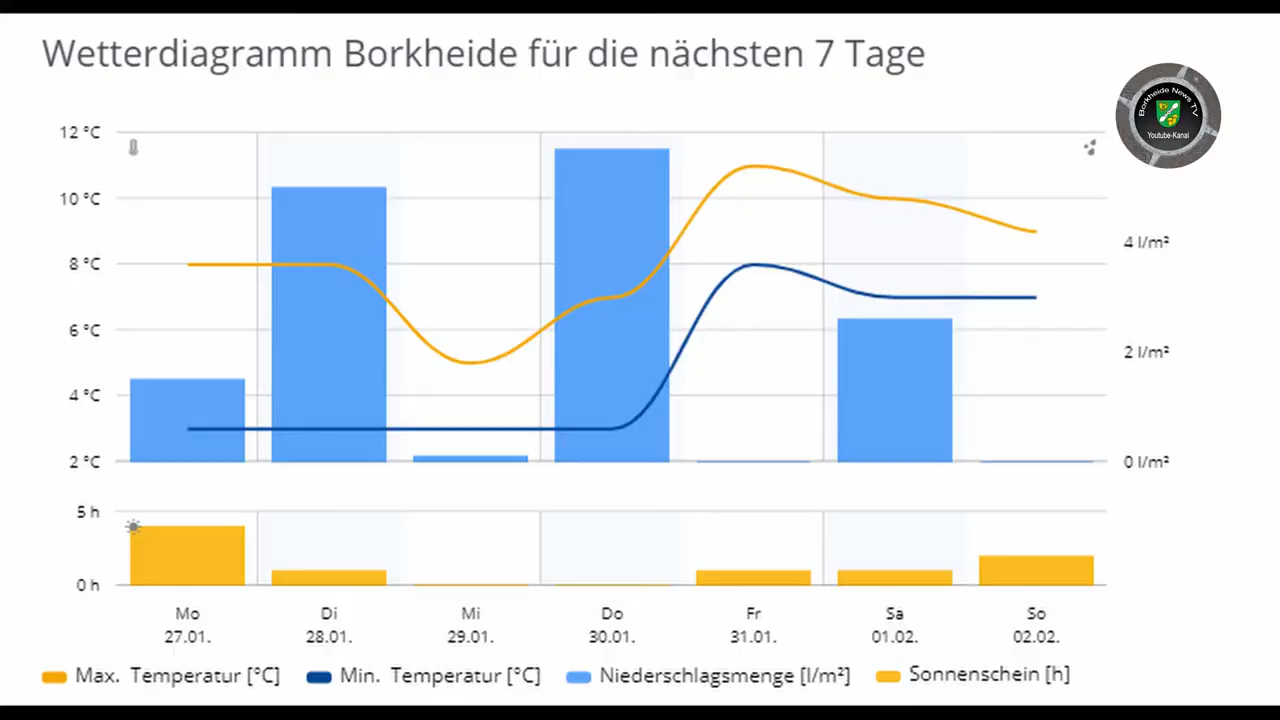 Wetterdiagramm Borkheide für die nächsten 7 Tage
Borkheide News TV
Youtube-Kanal
12 °C
10 °C
8 °C
6 °C
4 °C
2 °C
4 l/m²
2 l/m²
0 l/m²
5 h
0 h
Mo Di Mi Do Fr Sa So
27.01. 28.01. 29.01. 30.01. 31.01. 01.02. 02.02.
Max. Temperatur [°C] Min. Temperatur [°C] Niederschlagsmenge [l/m²] Sonnenschein [h]